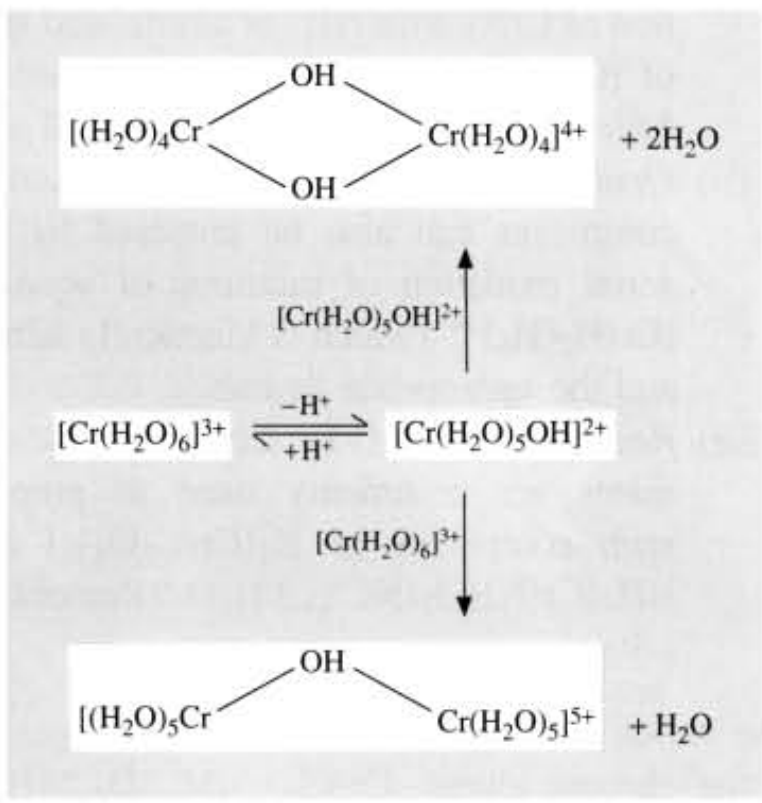 OH
[(H₂O)₄Cr Cr(H₂O)₄]⁴⁺ + 2H₂O
OH
[Cr(H₂O)₅OH]²⁺
−H⁺
[Cr(H₂O)₆]³⁺ [Cr(H₂O)₅OH]²⁺
+H⁺
[Cr(H₂O)₆]³⁺
OH
[(H₂O)₅Cr Cr(H₂O)₅]⁵⁺ + H₂O